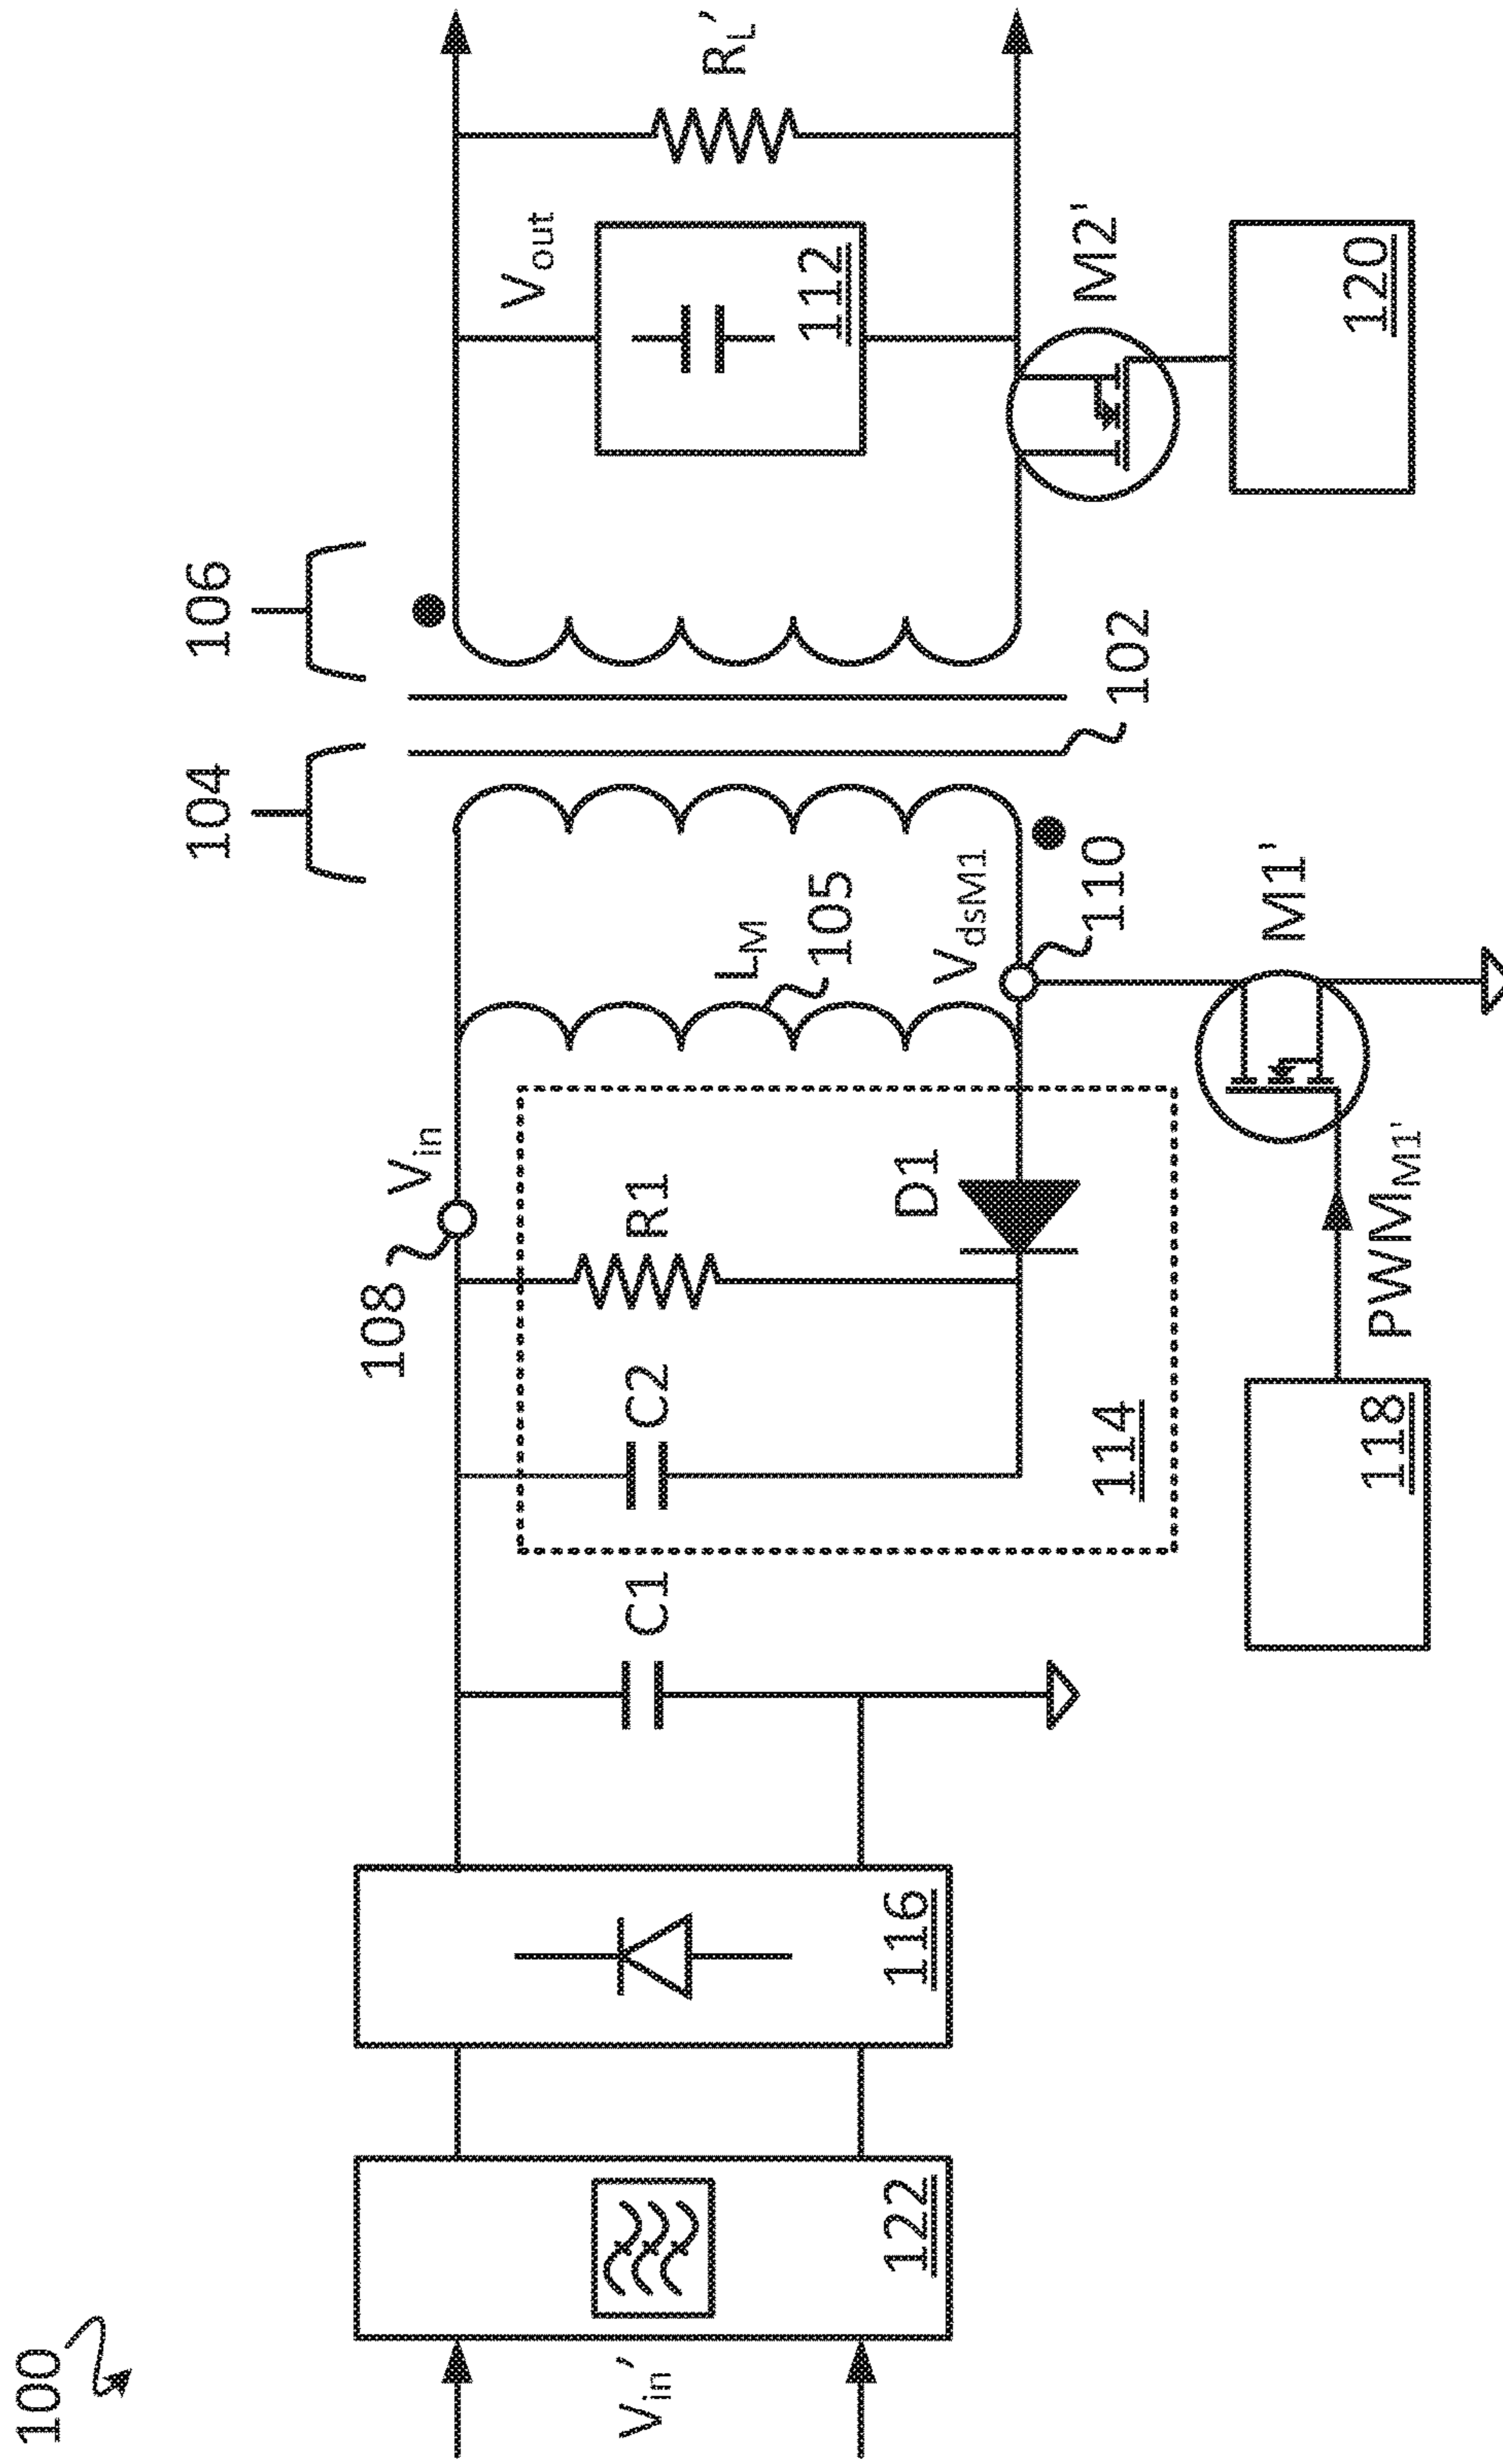 100
104
106
108
V_in
V_out
R_L'
C1
C2
R1
L_M
105
112
V_in'
122
116
D1
V_dsM1
114
110
102
M2'
M1'
118
PWM_M1'
120